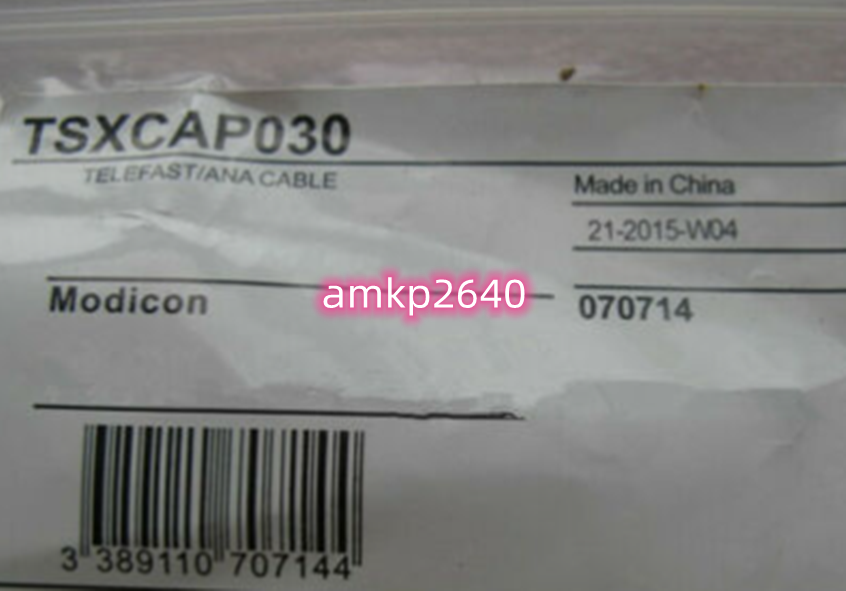 TSXCAP030
TELEFAST/ANA CABLE
Made in China
21-2015-W04
Modicon
amkp2640
070714
3 389110 707144